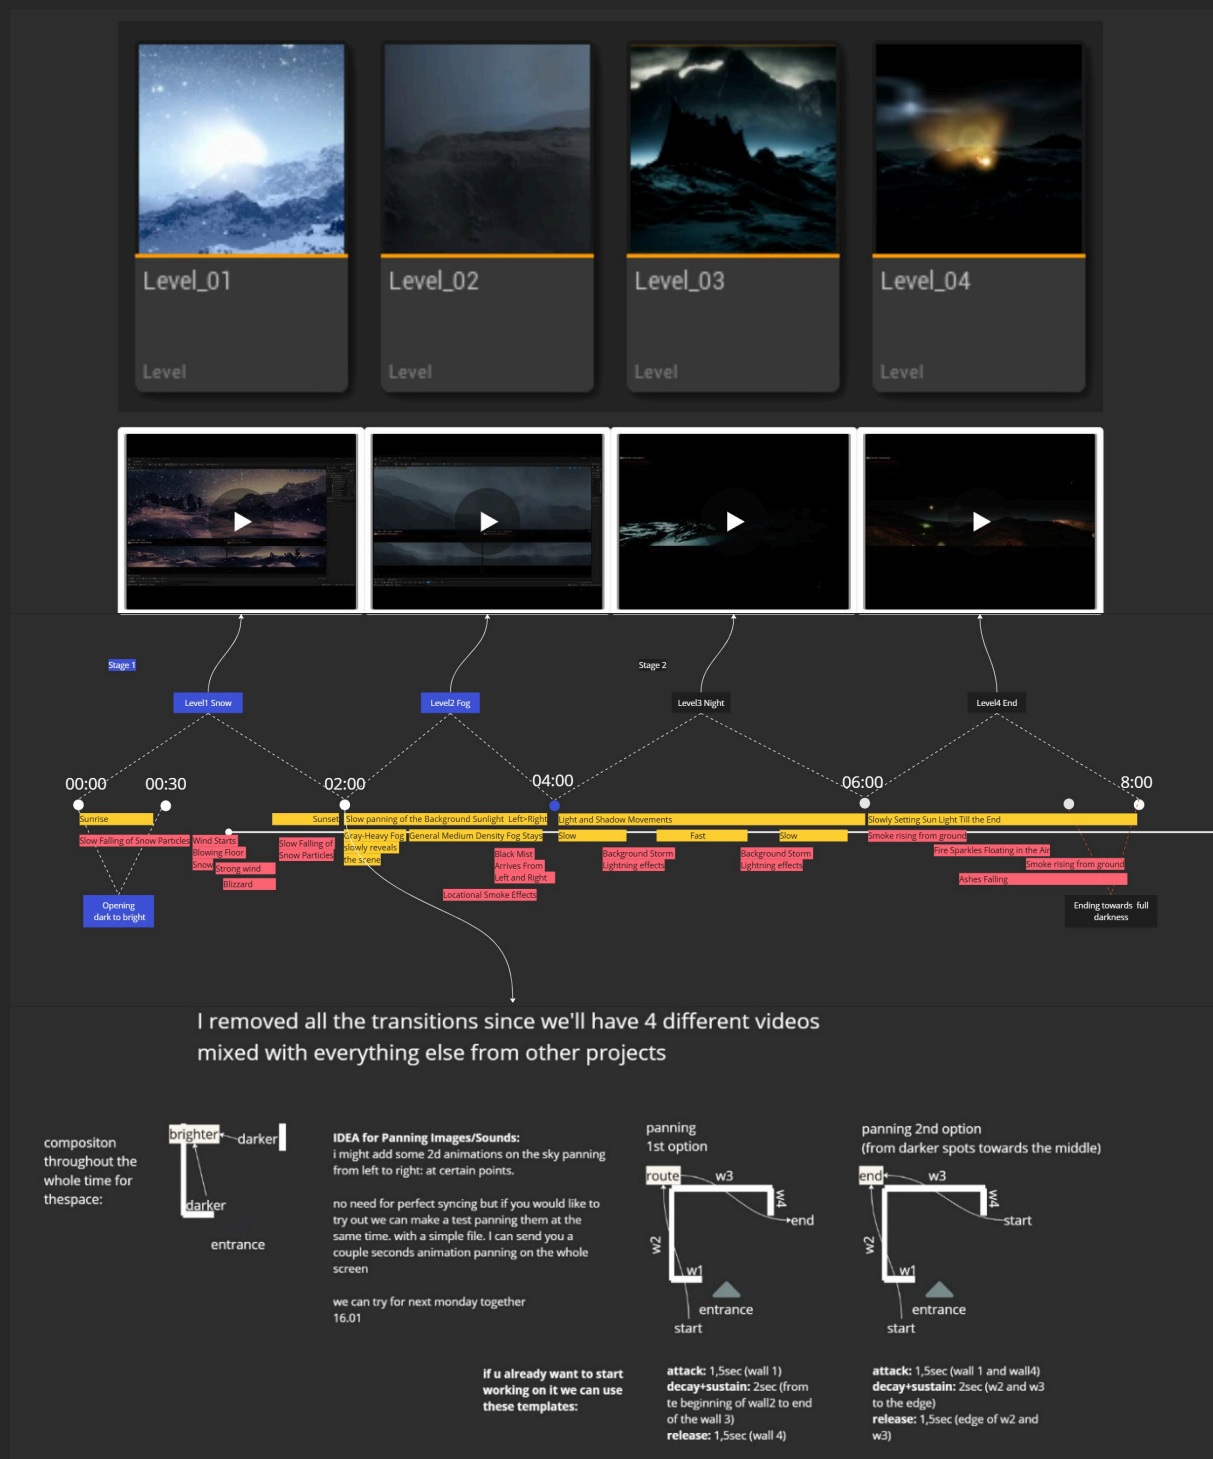 Level_01
Level_02
Level_03
Level_04
Level
Level
Level
Level
Stage 1
Stage 2
Level1 Snow
Level2 Fog
Level3 Night
Level4 End
00:00
00:30
02:00
04:00
06:00
8:00
Sunrise
Sunset
Slow panning of the Background Sunlight Left>Right
Light and Shadow Movements
Slowly Setting Sun Light Till the End
Slow Falling of Snow Particles
Wind Starts
Blowing Floor
Snow
Strong wind
Blizzard
Slow Falling of
Snow Particles
Gray-Heavy Fog
slowly reveals
the scene
General Medium Density Fog Stays
Black Mist
Arrives From
Left and Right
Locational Smoke Effects
Slow
Fast
Slow
Background Storm
Lightning effects
Background Storm
Lightning effects
Smoke rising from ground
Fire Sparkles Floating in the Air
Smoke rising from ground
Ashes Falling
Opening
dark to bright
Ending towards full
darkness
I removed all the transitions since we'll have 4 different videos
mixed with everything else from other projects
compositon
throughout the
whole time for
thespace:
brighter
darker
darker
entrance
IDEA for Panning Images/Sounds:
i might add some 2d animations on the sky panning
from left to right: at certain points.
no need for perfect syncing but if you would like to
try out we can make a test panning them at the
same time. with a simple file. I can send you a
couple seconds animation panning on the whole
screen
we can try for next monday together
16.01
panning
1st option
route
w3
w4
end
w2
w1
entrance
start
panning 2nd option
(from darker spots towards the middle)
end
w3
w4
start
w2
w1
entrance
start
if u already want to start
working on it we can use
these templates:
attack: 1,5sec (wall 1)
decay+sustain: 2sec (from
te beginning of wall2 to end
of the wall 3)
release: 1,5sec (wall 4)
attack: 1,5sec (wall 1 and wall4)
decay+sustain: 2sec (w2 and w3
to the edge)
release: 1,5sec (edge of w2 and
w3)